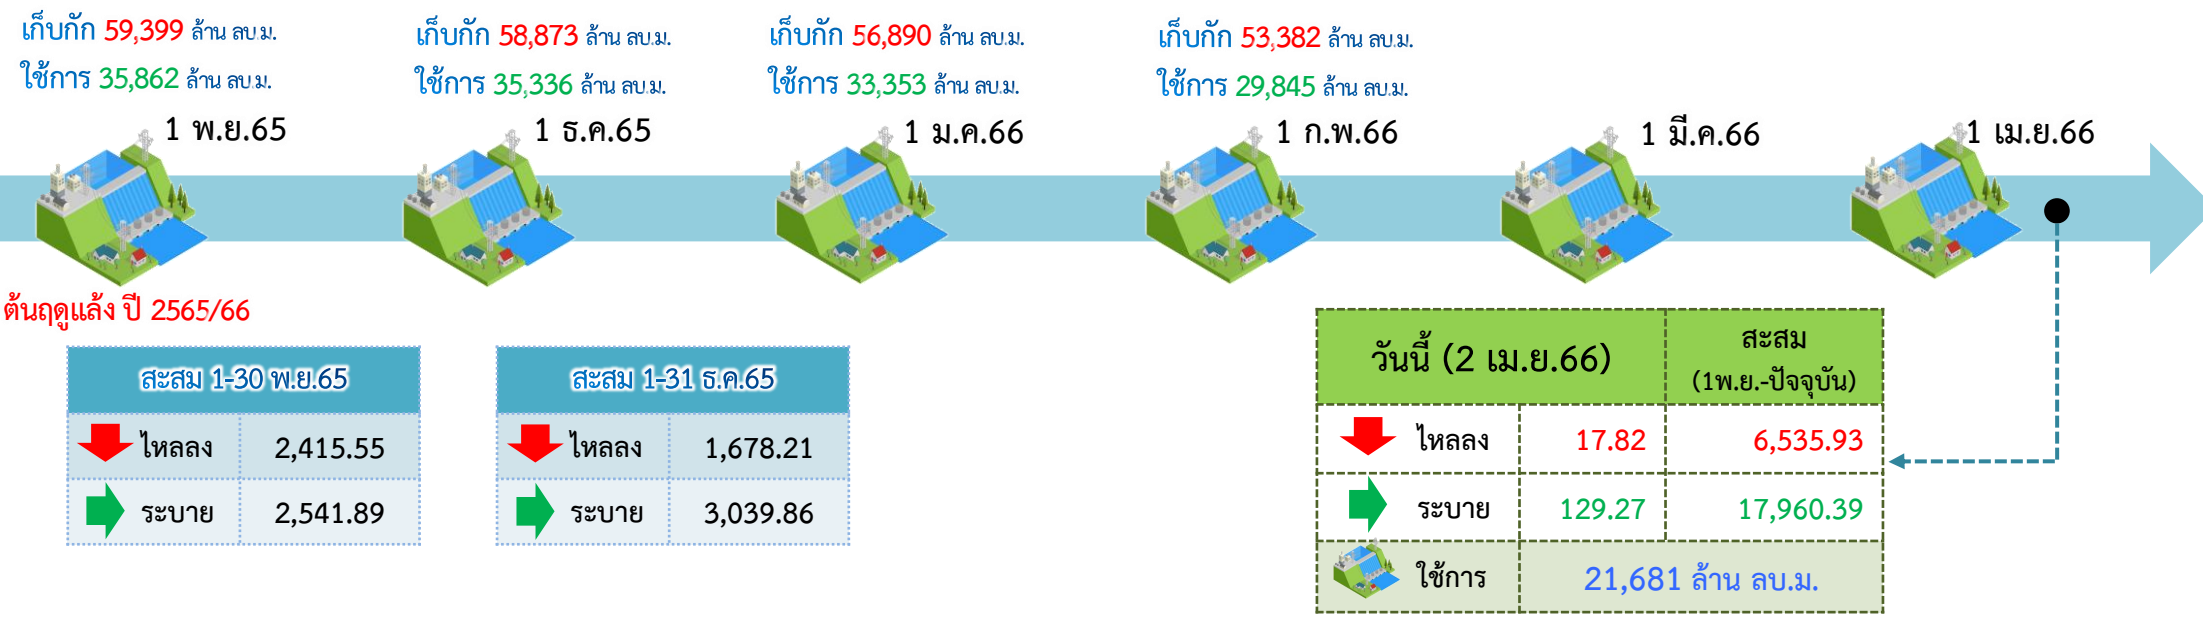 เก็บกัก 59,399 ล้าน ลบ.ม.
ใช้การ 35,862 ล้าน ลบ.ม.
1 พ.ย.65
เก็บกัก 58,873 ล้าน ลบ.ม.
ใช้การ 35,336 ล้าน ลบ.ม.
1 ธ.ค.65
เก็บกัก 56,890 ล้าน ลบ.ม.
ใช้การ 33,353 ล้าน ลบ.ม.
1 ม.ค.66
เก็บกัก 53,382 ล้าน ลบ.ม.
ใช้การ 29,845 ล้าน ลบ.ม.
1 ก.พ.66
1 มี.ค.66
1 เม.ย.66
ต้นฤดูแล้ง ปี 2565/66
สะสม 1-30 พ.ย.65
ไหลลง 2,415.55
ระบาย 2,541.89
สะสม 1-31 ธ.ค.65
ไหลลง 1,678.21
ระบาย 3,039.86
วันนี้ (2 เม.ย.66)
สะสม
(1พ.ย.-ปัจจุบัน)
ไหลลง 17.82 6,535.93
ระบาย 129.27 17,960.39
ใช้การ 21,681 ล้าน ลบ.ม.